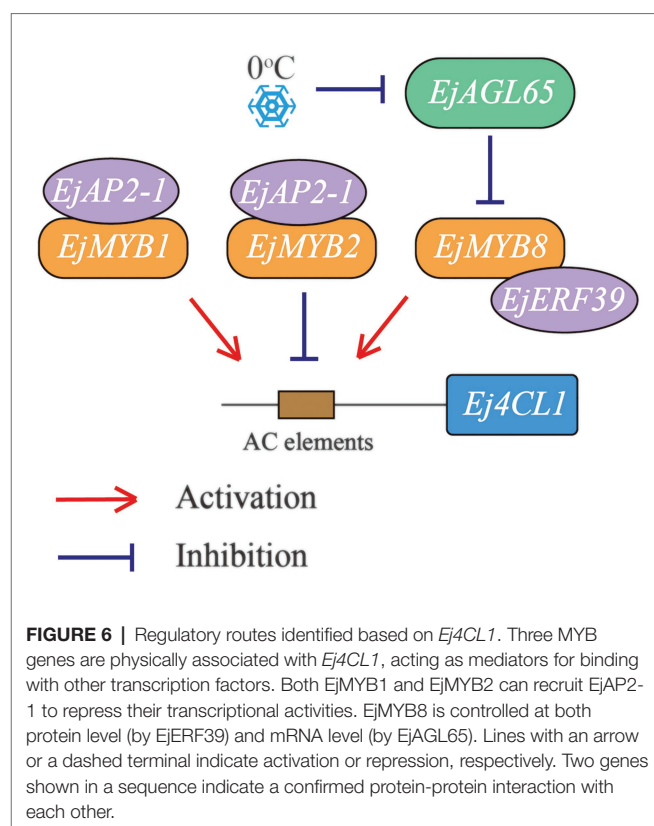 0°C
EjAGL65
EjAP2-1
EjAP2-1
EjMYB1
EjMYB2
EjMYB8
EjERF39
Ej4CL1
AC elements
Activation
Inhibition
FIGURE 6 | Regulatory routes identified based on Ej4CL1. Three MYB
genes are physically associated with Ej4CL1, acting as mediators for binding
with other transcription factors. Both EjMYB1 and EjMYB2 can recruit EjAP2-
1 to repress their transcriptional activities. EjMYB8 is controlled at both
protein level (by EjERF39) and mRNA level (by EjAGL65). Lines with an arrow
or a dashed terminal indicate activation or repression, respectively. Two genes
shown in a sequence indicate a confirmed protein-protein interaction with
each other.